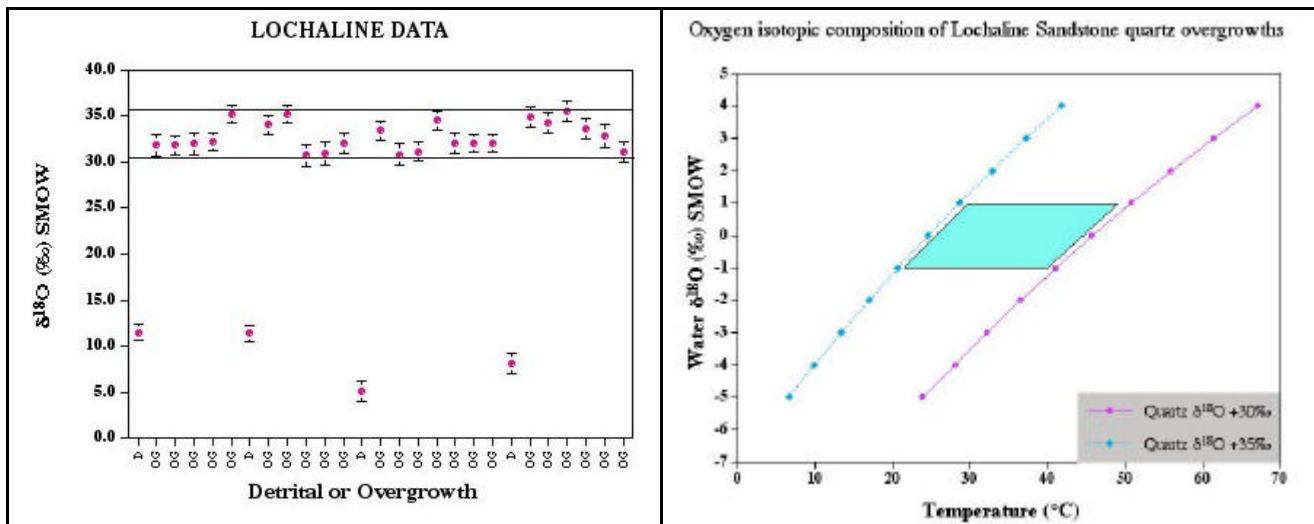 LOCHALINE DATA
40.0
35.0
30.0
25.0
20.0
15.0
10.0
5.0
0.0
δ¹⁸O (‰) SMOW
D OG OG OG OG OG D OG OG OG OG OG D OG OG OG OG OG OG OG D OG OG OG OG OG OG
Detrital or Overgrowth
Oxygen isotopic composition of Lochaline Sandstone quartz overgrowths
5
4
3
2
1
0
-1
-2
-3
-4
-5
-7
Water δ¹⁸O (‰) SMOW
Quartz δ¹⁸O +30‰
Quartz δ¹⁸O +35‰
0 10 20 30 40 50 60 70
Temperature (°C)